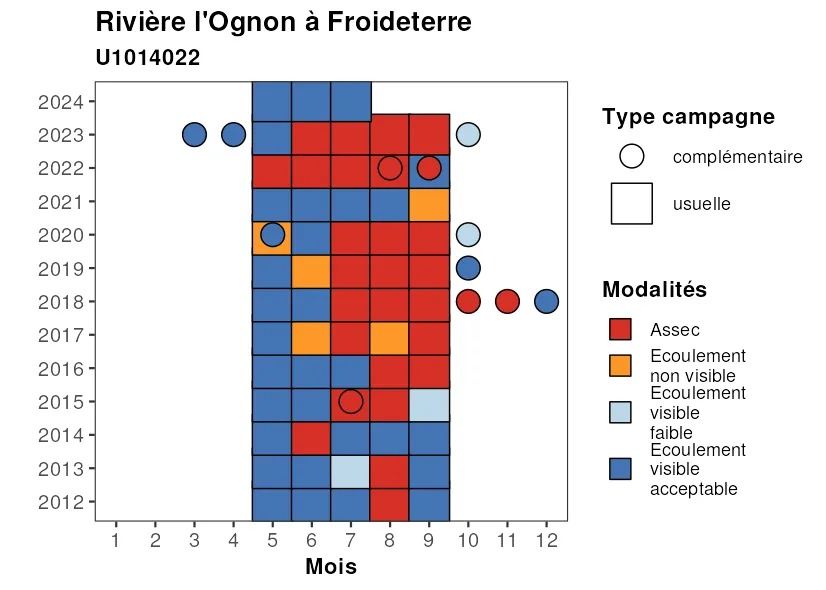 Rivière l'Ognon à Froideterre
U1014022
2024
2023
2022
2021
2020
2019
2018
2017
2016
2015
2014
2013
2012
1 2 3 4 5 6 7 8 9 10 11 12
Mois
Type campagne
complémentaire
usuelle
Modalités
Assec
Ecoulement
non visible
Ecoulement
visible
faible
Ecoulement
visible
acceptable